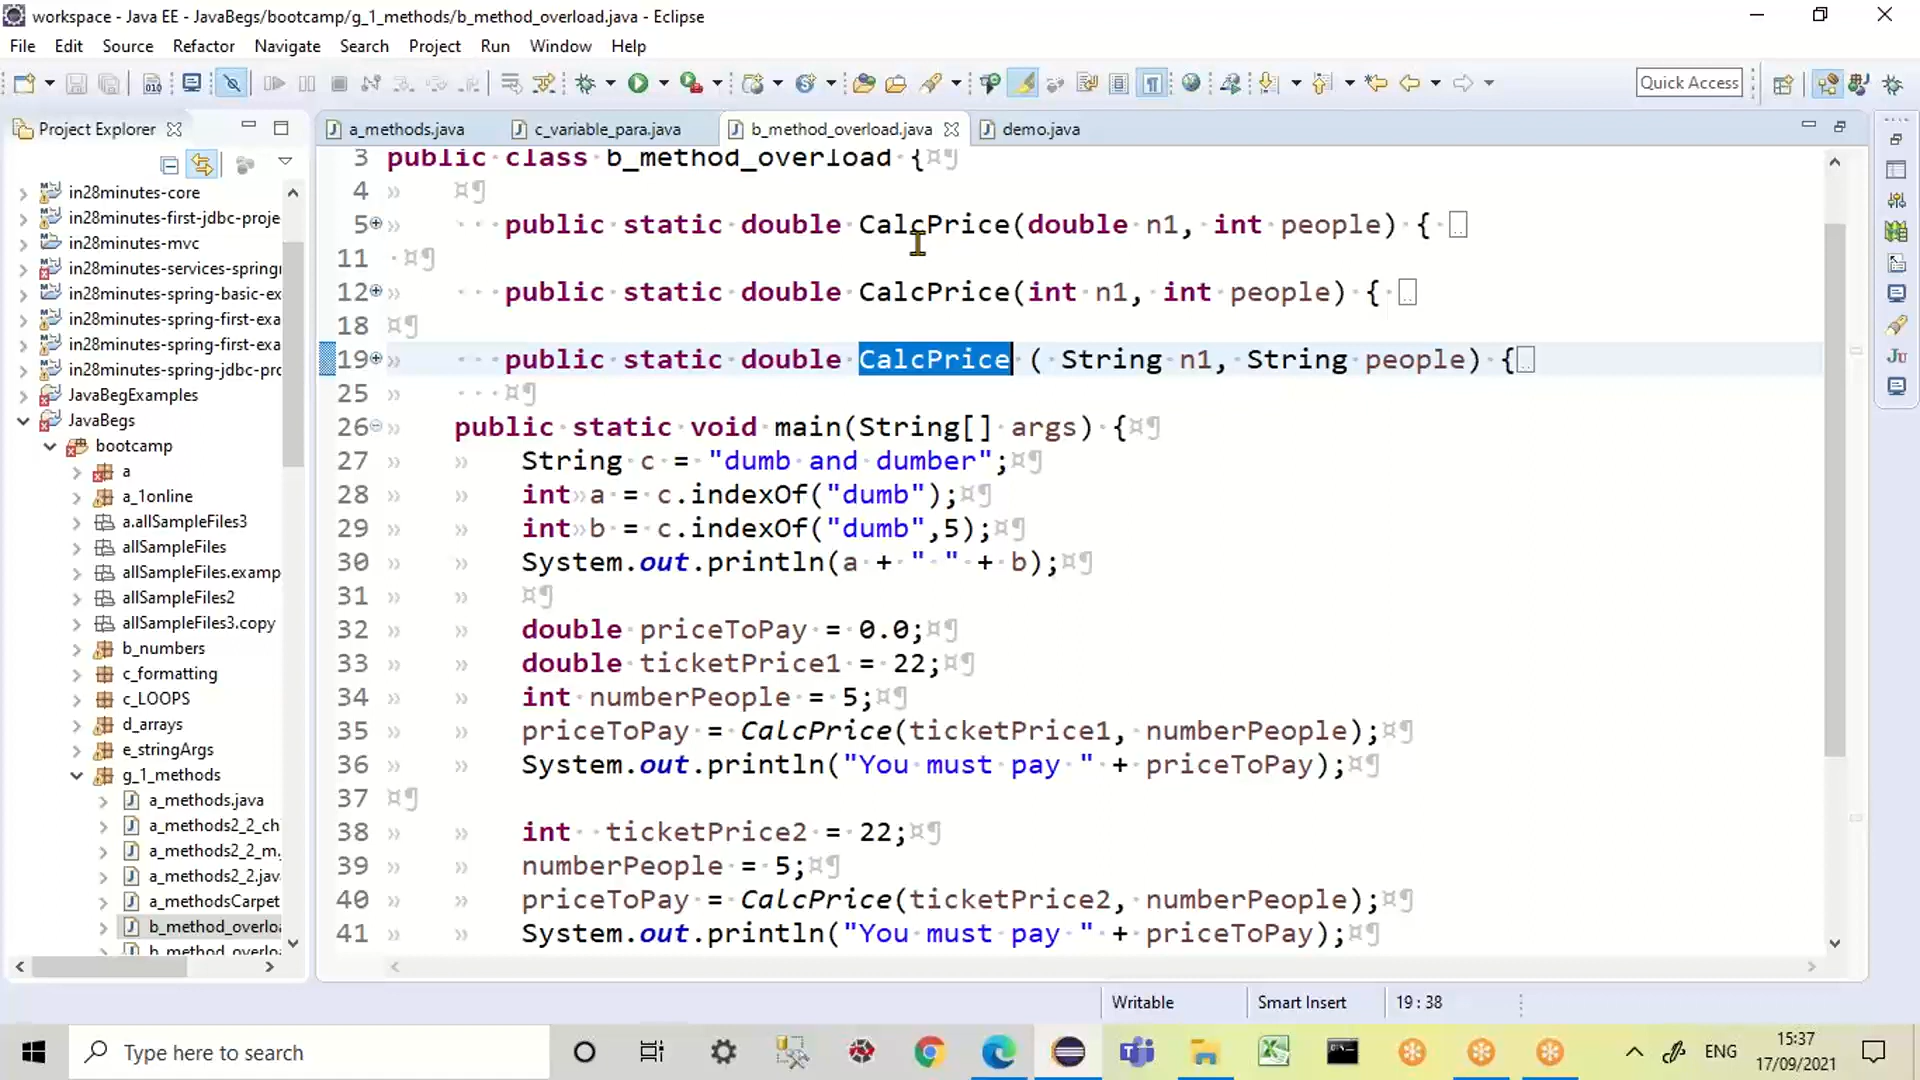 workspace - Java EE - JavaBegs/bootcamp/g_1_methods/b_method_overload.java - Eclipse
File Edit Source Refactor Navigate Search Project Run Window Help
Quick Access
Project Explorer
a_methods.java c_variable_para.java b_method_overload.java demo.java
in28minutes-core
in28minutes-first-jdbc-proje
in28minutes-mvc
in28minutes-services-spring
in28minutes-spring-basic-ex
in28minutes-spring-first-exa
in28minutes-spring-first-exa
in28minutes-spring-jdbc-pro
JavaBegExamples
JavaBegs
bootcamp
a
a_1online
a.allSampleFiles3
allSampleFiles
allSampleFiles.examp
allSampleFiles2
allSampleFiles3.copy
b_numbers
c_formatting
c_LOOPS
d_arrays
e_stringArgs
g_1_methods
a_methods.java
a_methods2_2_ch
a_methods2_2_m.
a_methods2_2.java
a_methodsCarpet
b_method_overloa
b_method_overlo
3 public class b_method_overload {
4
5 public static double CalcPrice(double n1, int people) {
11
12 public static double CalcPrice(int n1, int people) {
18
19 public static double CalcPrice ( String n1, String people) {
25
26 public static void main(String[] args) {
27 String c = "dumb and dumber";
28 int a = c.indexOf("dumb");
29 int b = c.indexOf("dumb",5);
30 System.out.println(a + " " + b);
31
32 double priceToPay = 0.0;
33 double ticketPrice1 = 22;
34 int numberPeople = 5;
35 priceToPay = CalcPrice(ticketPrice1, numberPeople);
36 System.out.println("You must pay " + priceToPay);
37
38 int ticketPrice2 = 22;
39 numberPeople = 5;
40 priceToPay = CalcPrice(ticketPrice2, numberPeople);
41 System.out.println("You must pay " + priceToPay);
Writable Smart Insert 19 : 38
Type here to search
ENG
15:37
17/09/2021